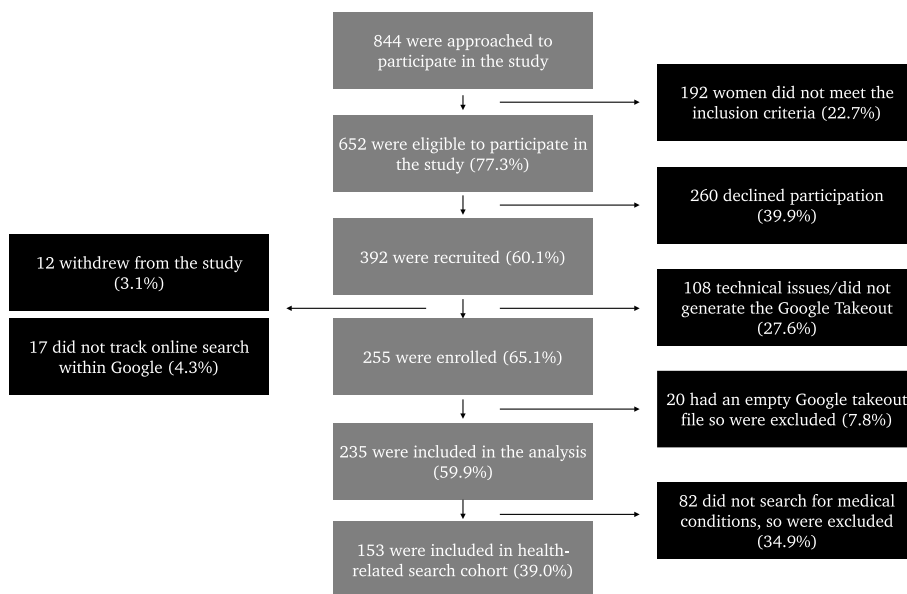 844 were approached to
participate in the study
192 women did not meet the
inclusion criteria (22.7%)
652 were eligible to participate in
the study (77.3%)
260 declined participation
(39.9%)
392 were recruited (60.1%)
12 withdrew from the study
(3.1%)
108 technical issues/did not
generate the Google Takeout
(27.6%)
17 did not track online search
within Google (4.3%)
255 were enrolled (65.1%)
20 had an empty Google takeout
file so were excluded (7.8%)
235 were included in the analysis
(59.9%)
82 did not search for medical
conditions, so were excluded
(34.9%)
153 were included in health-
related search cohort (39.0%)